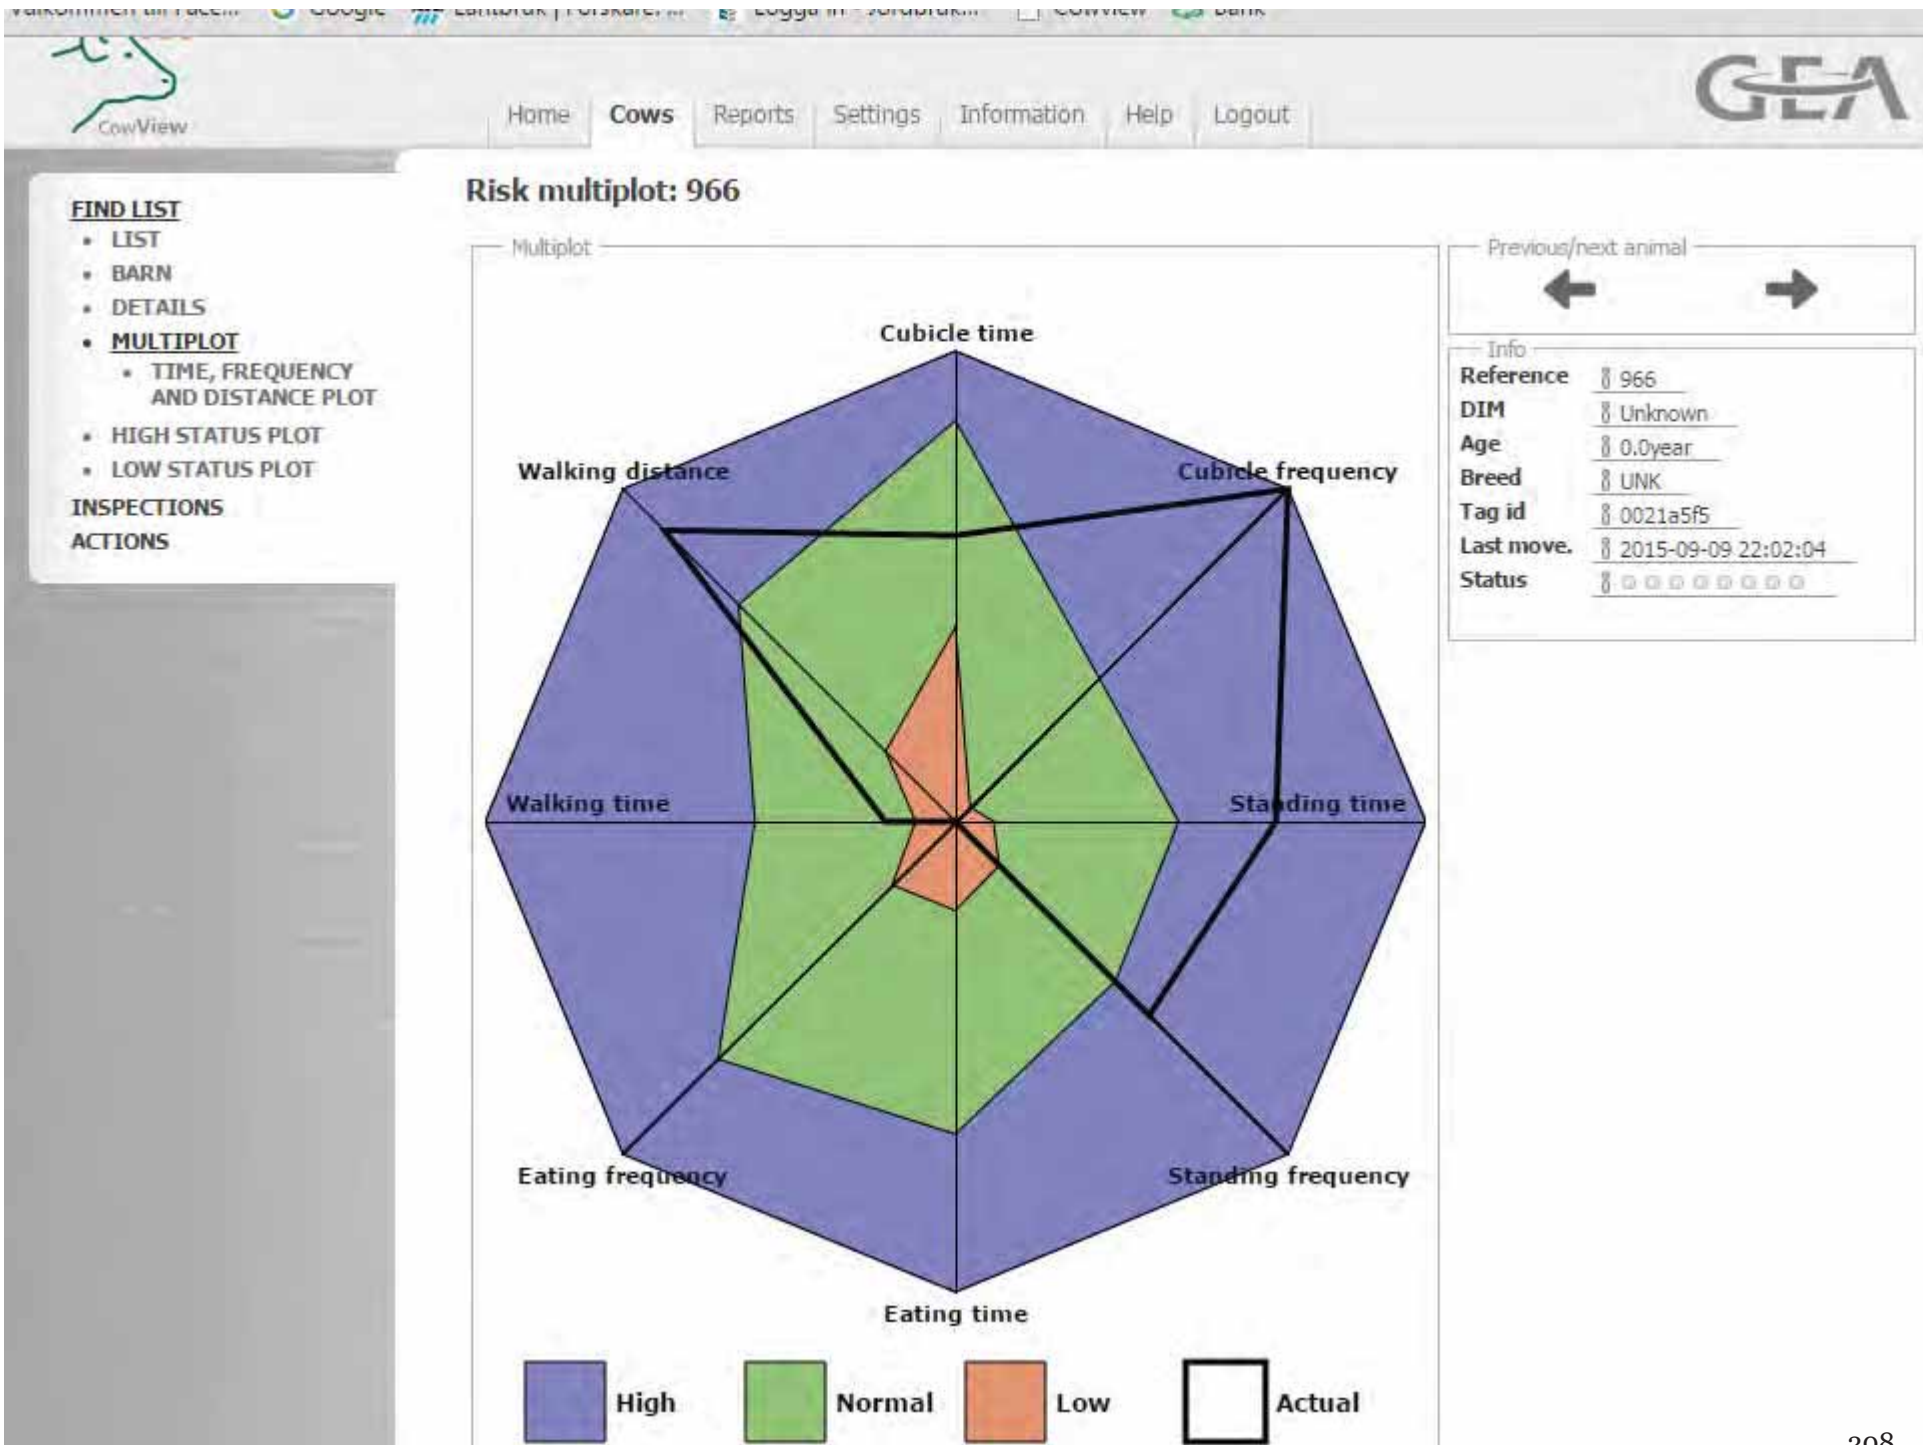 Google
CowView
GEA
Home Cows Reports Settings Information Help Logout
Risk multiplot: 966
FIND LIST
• LIST
• BARN
• DETAILS
• MULTIPLOT
• TIME, FREQUENCY
AND DISTANCE PLOT
• HIGH STATUS PLOT
• LOW STATUS PLOT
INSPECTIONS
ACTIONS
Multiplot
Cubicle time
Walking distance
Cubicle frequency
Walking time
Standing time
Eating frequency
Standing frequency
Eating time
High
Normal
Low
Actual
Previous/next animal
Info
Reference 966
DIM Unknown
Age 0.0year
Breed UNK
Tag id 0021a5f5
Last move. 2015-09-09 22:02:04
Status